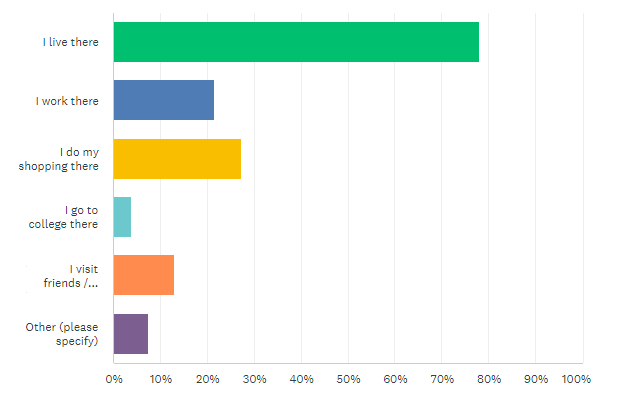 I live there
I work there
I do my
shopping there
I go to
college there
I visit
friends /...
Other (please
specify)
0% 10% 20% 30% 40% 50% 60% 70% 80% 90% 100%